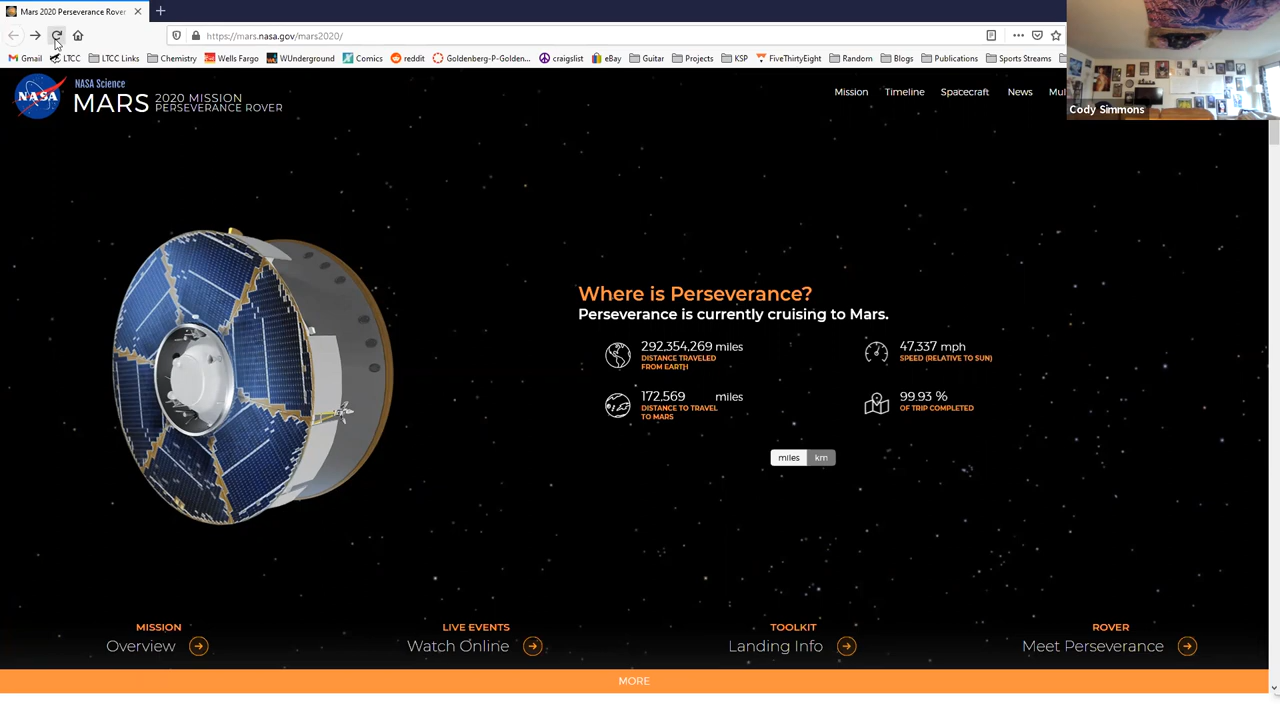 Mars 2020 Perseverance Rover
https://mars.nasa.gov/mars2020/
Gmail LTCC LTCC Links Chemistry Wells Fargo WUnderground Comics reddit Goldenberg-P-Golden... craigslist eBay Guitar Projects KSP FiveThirtyEight Random Blogs Publications Sports Streams
Cody Simmons
NASA
NASA Science
MARS 2020 MISSION
PERSEVERANCE ROVER
Mission Timeline Spacecraft News Mul
Where is Perseverance?
Perseverance is currently cruising to Mars.
292,354,269 miles
DISTANCE TRAVELED
FROM EARTH
47,337 mph
SPEED (RELATIVE TO SUN)
172,569 miles
DISTANCE TO TRAVEL
TO MARS
99.93 %
OF TRIP COMPLETED
miles km
MISSION
Overview
LIVE EVENTS
Watch Online
TOOLKIT
Landing Info
ROVER
Meet Perseverance
MORE